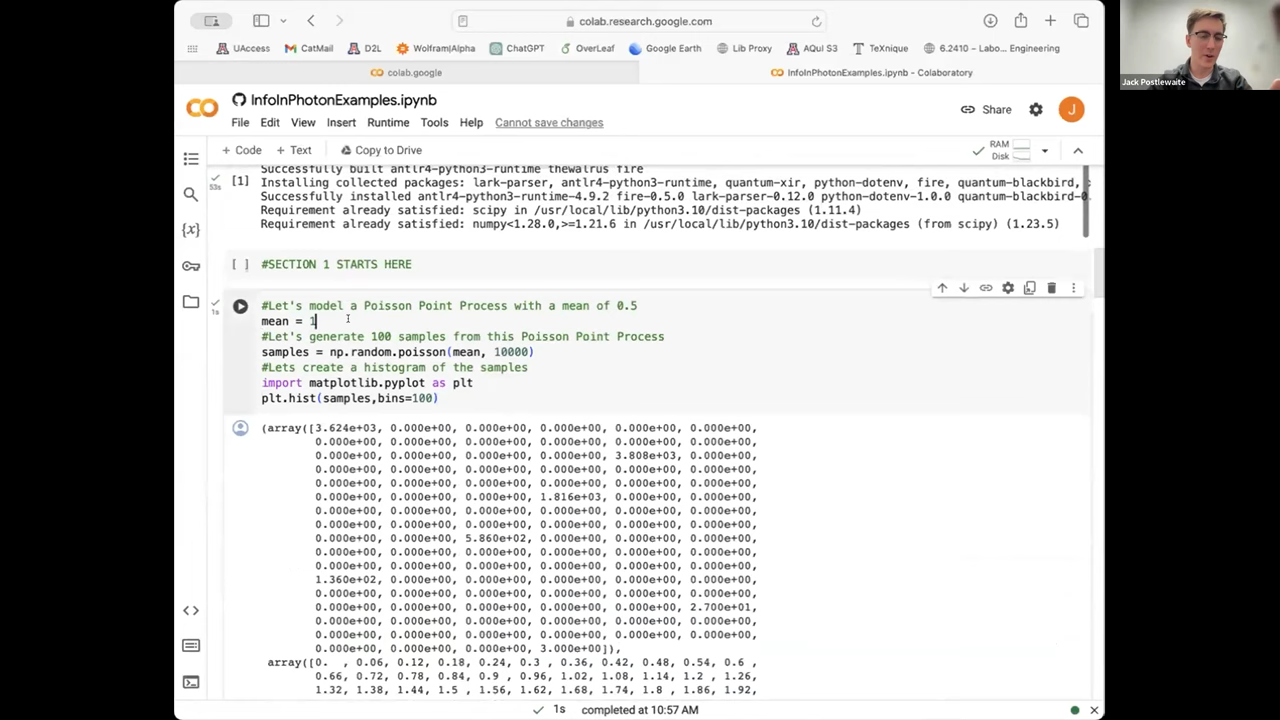 colab.research.google.com
UAccess CatMail D2L Wolfram|Alpha ChatGPT OverLeaf Google Earth Lib Proxy AQuI S3 TeXnique 6.2410 – Labo... Engineering
colab.google InfoInPhotonExamples.ipynb - Colaboratory
Jack Postlewaite
InfoInPhotonExamples.ipynb
Share J
File Edit View Insert Runtime Tools Help Cannot save changes
+ Code + Text Copy to Drive RAM
Disk
Successfully built antlr4-python3-runtime thewalrus fire
53s [1] Installing collected packages: lark-parser, antlr4-python3-runtime, quantum-xir, python-dotenv, fire, quantum-blackbird,
Successfully installed antlr4-python3-runtime-4.9.2 fire-0.5.0 lark-parser-0.12.0 python-dotenv-1.0.0 quantum-blackbird-0
Requirement already satisfied: scipy in /usr/local/lib/python3.10/dist-packages (1.11.4)
Requirement already satisfied: numpy<1.28.0,>=1.21.6 in /usr/local/lib/python3.10/dist-packages (from scipy) (1.23.5)
[ ] #SECTION 1 STARTS HERE
1s #Let's model a Poisson Point Process with a mean of 0.5
mean = 1
#Let's generate 100 samples from this Poisson Point Process
samples = np.random.poisson(mean, 10000)
#Lets create a histogram of the samples
import matplotlib.pyplot as plt
plt.hist(samples,bins=100)
(array([3.624e+03, 0.000e+00, 0.000e+00, 0.000e+00, 0.000e+00, 0.000e+00,
0.000e+00, 0.000e+00, 0.000e+00, 0.000e+00, 0.000e+00, 0.000e+00,
0.000e+00, 0.000e+00, 0.000e+00, 0.000e+00, 3.808e+03, 0.000e+00,
0.000e+00, 0.000e+00, 0.000e+00, 0.000e+00, 0.000e+00, 0.000e+00,
0.000e+00, 0.000e+00, 0.000e+00, 0.000e+00, 0.000e+00, 0.000e+00,
0.000e+00, 0.000e+00, 0.000e+00, 1.816e+03, 0.000e+00, 0.000e+00,
0.000e+00, 0.000e+00, 0.000e+00, 0.000e+00, 0.000e+00, 0.000e+00,
0.000e+00, 0.000e+00, 0.000e+00, 0.000e+00, 0.000e+00, 0.000e+00,
0.000e+00, 0.000e+00, 5.860e+02, 0.000e+00, 0.000e+00, 0.000e+00,
0.000e+00, 0.000e+00, 0.000e+00, 0.000e+00, 0.000e+00, 0.000e+00,
0.000e+00, 0.000e+00, 0.000e+00, 0.000e+00, 0.000e+00, 0.000e+00,
1.360e+02, 0.000e+00, 0.000e+00, 0.000e+00, 0.000e+00, 0.000e+00,
0.000e+00, 0.000e+00, 0.000e+00, 0.000e+00, 0.000e+00, 0.000e+00,
0.000e+00, 0.000e+00, 0.000e+00, 0.000e+00, 0.000e+00, 2.700e+01,
0.000e+00, 0.000e+00, 0.000e+00, 0.000e+00, 0.000e+00, 0.000e+00,
0.000e+00, 0.000e+00, 0.000e+00, 0.000e+00, 0.000e+00, 0.000e+00,
0.000e+00, 0.000e+00, 0.000e+00, 3.000e+00]),
array([0. , 0.06, 0.12, 0.18, 0.24, 0.3 , 0.36, 0.42, 0.48, 0.54, 0.6 ,
0.66, 0.72, 0.78, 0.84, 0.9 , 0.96, 1.02, 1.08, 1.14, 1.2 , 1.26,
1.32, 1.38, 1.44, 1.5 , 1.56, 1.62, 1.68, 1.74, 1.8 , 1.86, 1.92,
1s completed at 10:57 AM